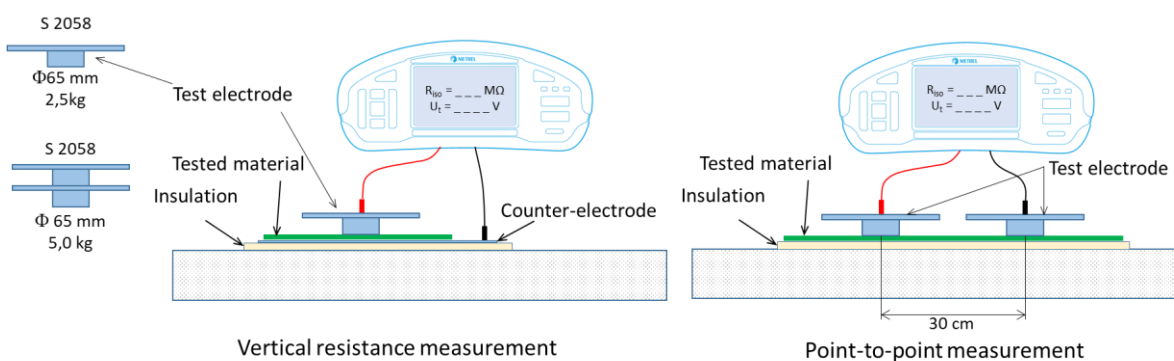 S 2058
Φ65 mm
2,5kg
S 2058
Φ 65 mm
5,0 kg
Test electrode
Tested material
Insulation
METREL
Riso = _ _ _ MΩ
Ut = _ _ _ _ V
Counter-electrode
Vertical resistance measurement
METREL
Riso = _ _ _ MΩ
Ut = _ _ _ _ V
Tested material
Insulation
Test electrode
30 cm
Point-to-point measurement